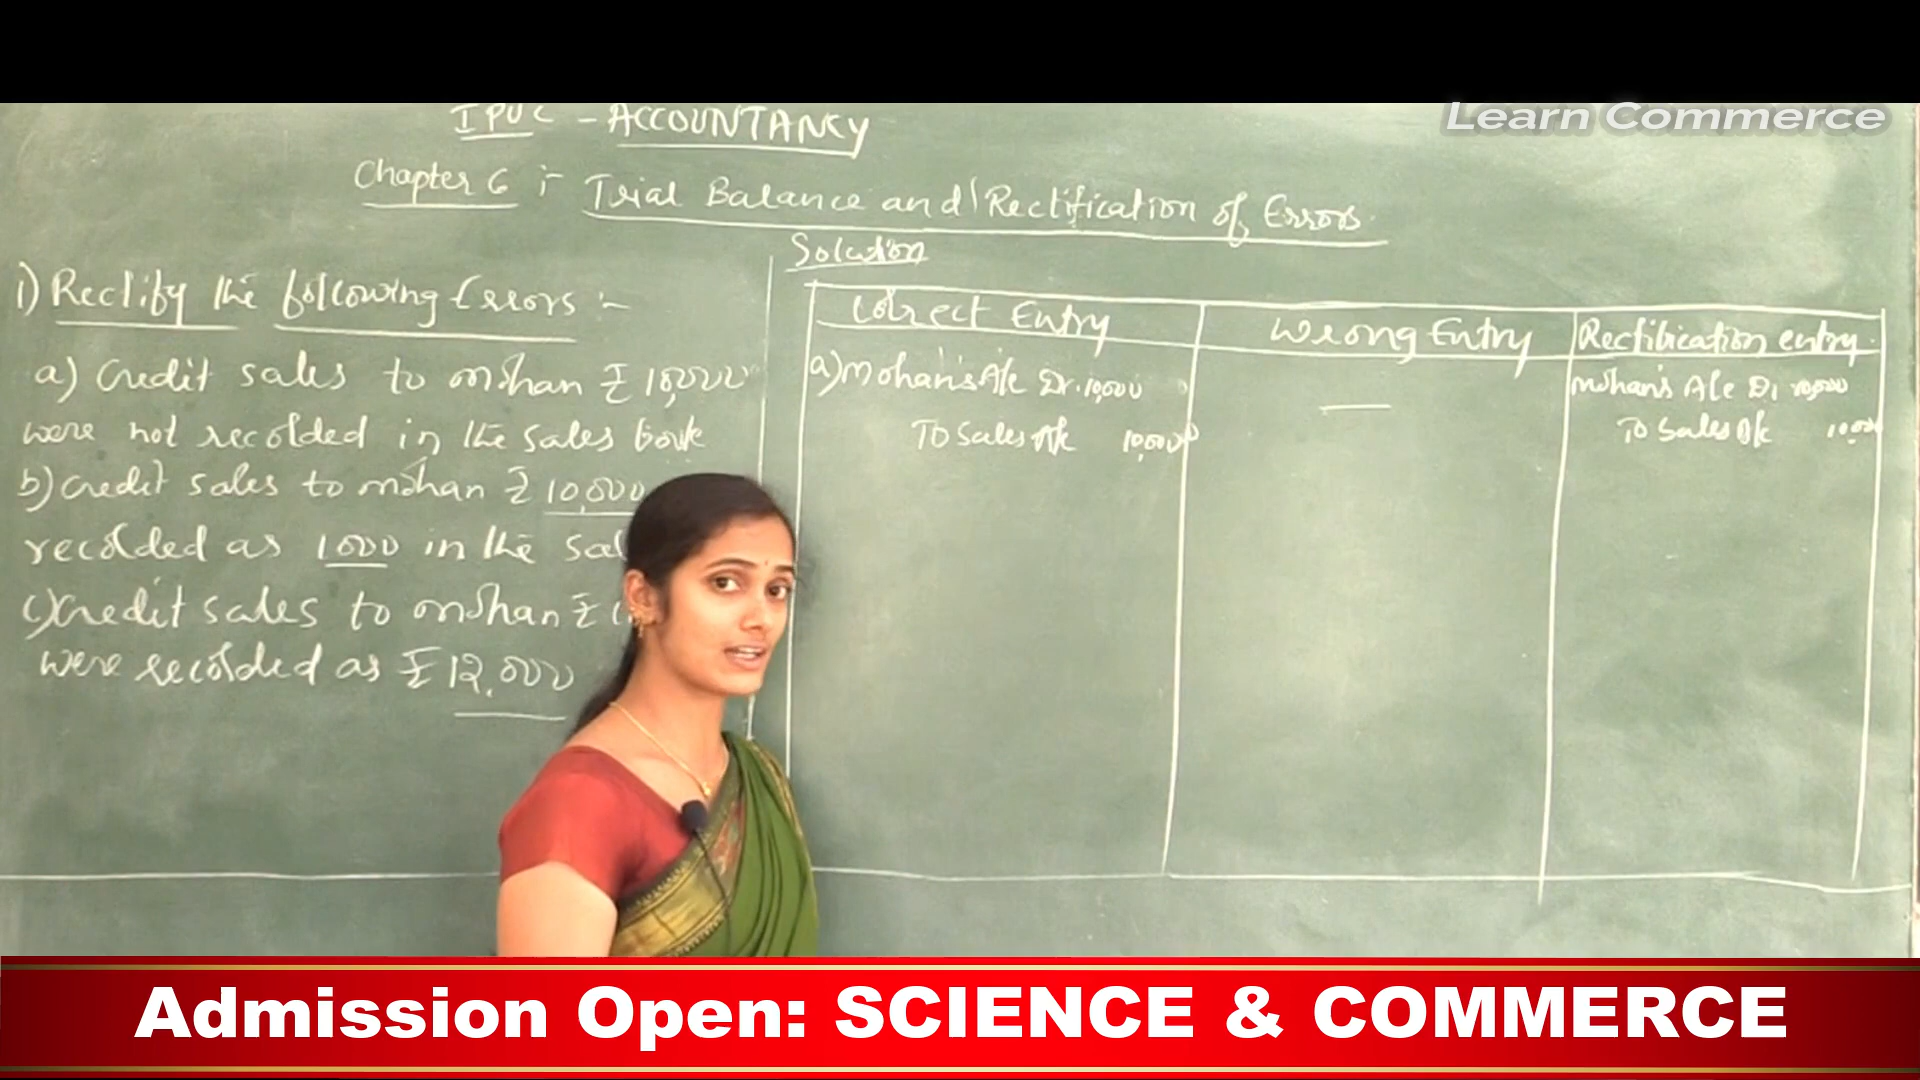 Learn Commerce
I PUC - ACCOUNTANCY
Chapter 6 :- Trial Balance and Rectification of Errors.
1) Rectify the following Errors :-
a) Credit sales to mohan ₹ 10,000
were not recorded in the sales book
b) Credit sales to mohan ₹ 10,000
recorded as 1000 in the
c) Credit sales to mohan ₹
were recorded as ₹ 12,000
Solution
Correct Entry
Wrong Entry
Rectification entry.
a) Mohan's A/c Dr. 10,000
To Sales A/c 10,000
—
Mohan's A/c Dr 10,000
To Sales A/c 10,000
Admission Open: SCIENCE & COMMERCE